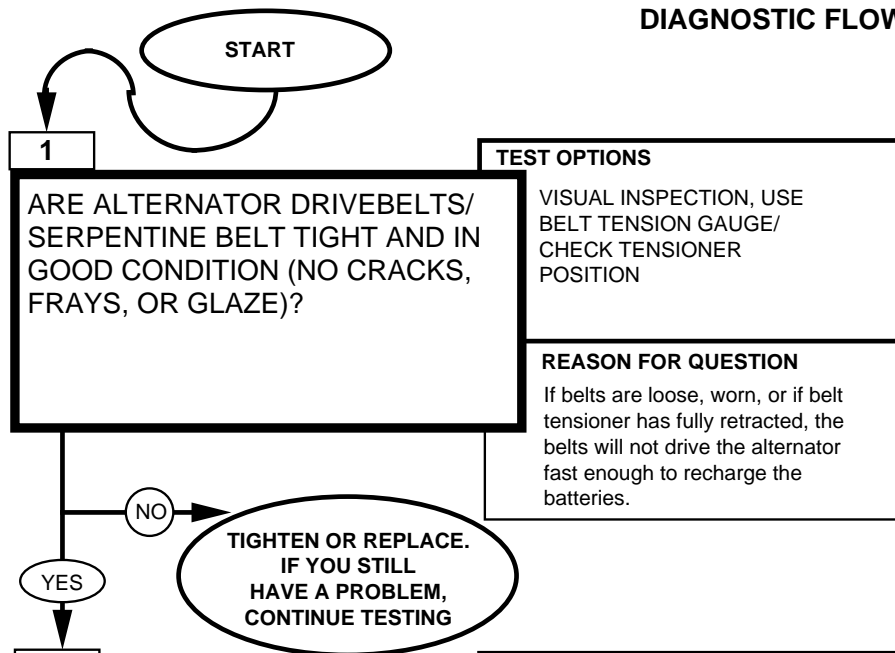 DIAGNOSTIC FLOW
START
1
ARE ALTERNATOR DRIVEBELTS/
SERPENTINE BELT TIGHT AND IN
GOOD CONDITION (NO CRACKS,
FRAYS, OR GLAZE)?
TEST OPTIONS
VISUAL INSPECTION, USE
BELT TENSION GAUGE/
CHECK TENSIONER
POSITION
REASON FOR QUESTION
If belts are loose, worn, or if belt
tensioner has fully retracted, the
belts will not drive the alternator
fast enough to recharge the
batteries.
NO
TIGHTEN OR REPLACE.
IF YOU STILL
HAVE A PROBLEM,
CONTINUE TESTING
YES